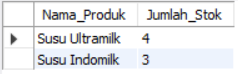 Nama_Produk Jumlah_Stok
Susu Ultramilk 4
Susu Indomilk 3